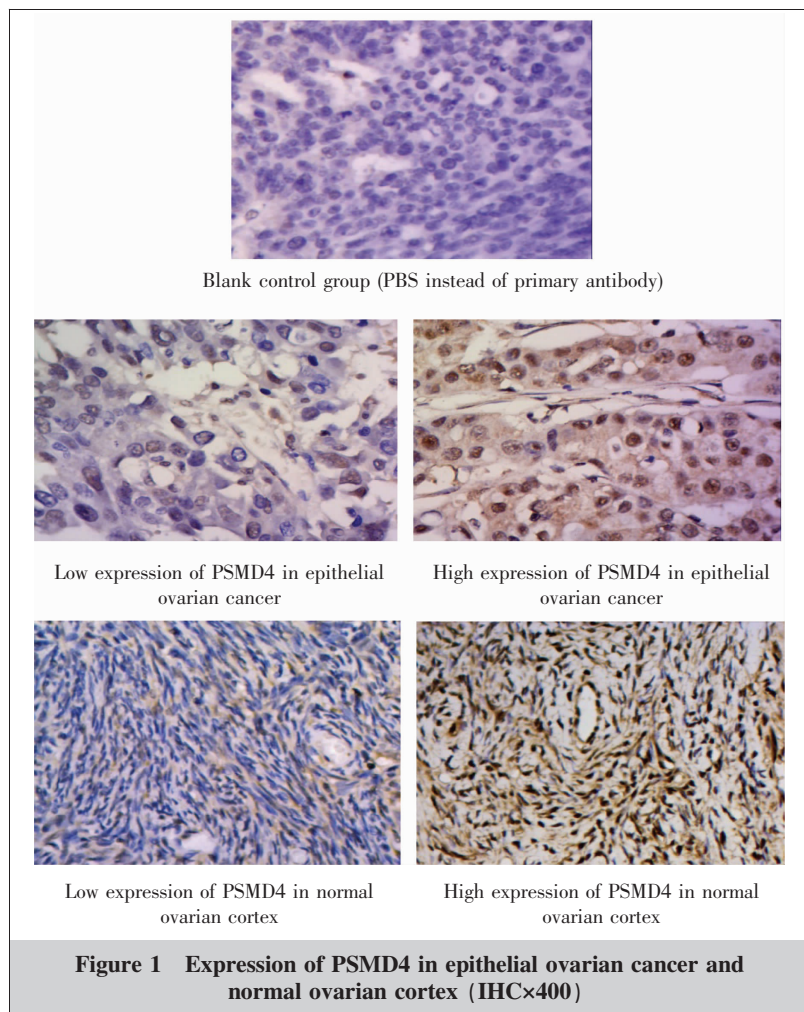 Blank control group (PBS instead of primary antibody)
Low expression of PSMD4 in epithelial
ovarian cancer
High expression of PSMD4 in epithelial
ovarian cancer
Low expression of PSMD4 in normal
ovarian cortex
High expression of PSMD4 in normal
ovarian cortex
Figure 1 Expression of PSMD4 in epithelial ovarian cancer and
normal ovarian cortex (IHC×400)